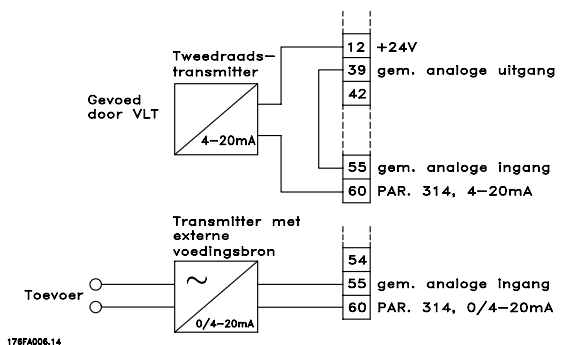 Tweedraads-
transmitter
Gevoed
door VLT
4-20mA
12 +24V
39 gem. analoge uitgang
42
55 gem. analoge ingang
60 PAR. 314, 4-20mA
Transmitter met
externe
voedingsbron
Toevoer
~
0/4-20mA
54
55 gem. analoge ingang
60 PAR. 314, 0/4-20mA
176FA006.14